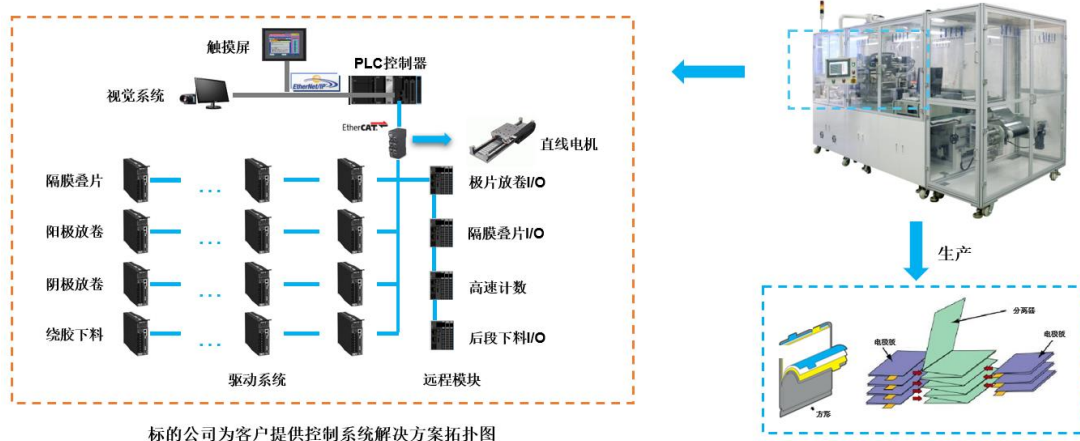 触摸屏
PLC控制器
EtherNet/IP
视觉系统
EtherCAT
直线电机
隔膜叠片
极片放卷I/O
阳极放卷
隔膜叠片I/O
阴极放卷
高速计数
绕胶下料
后段下料I/O
驱动系统
远程模块
标的公司为客户提供控制系统解决方案拓扑图
生产
分离器
电极板
电极板
方形